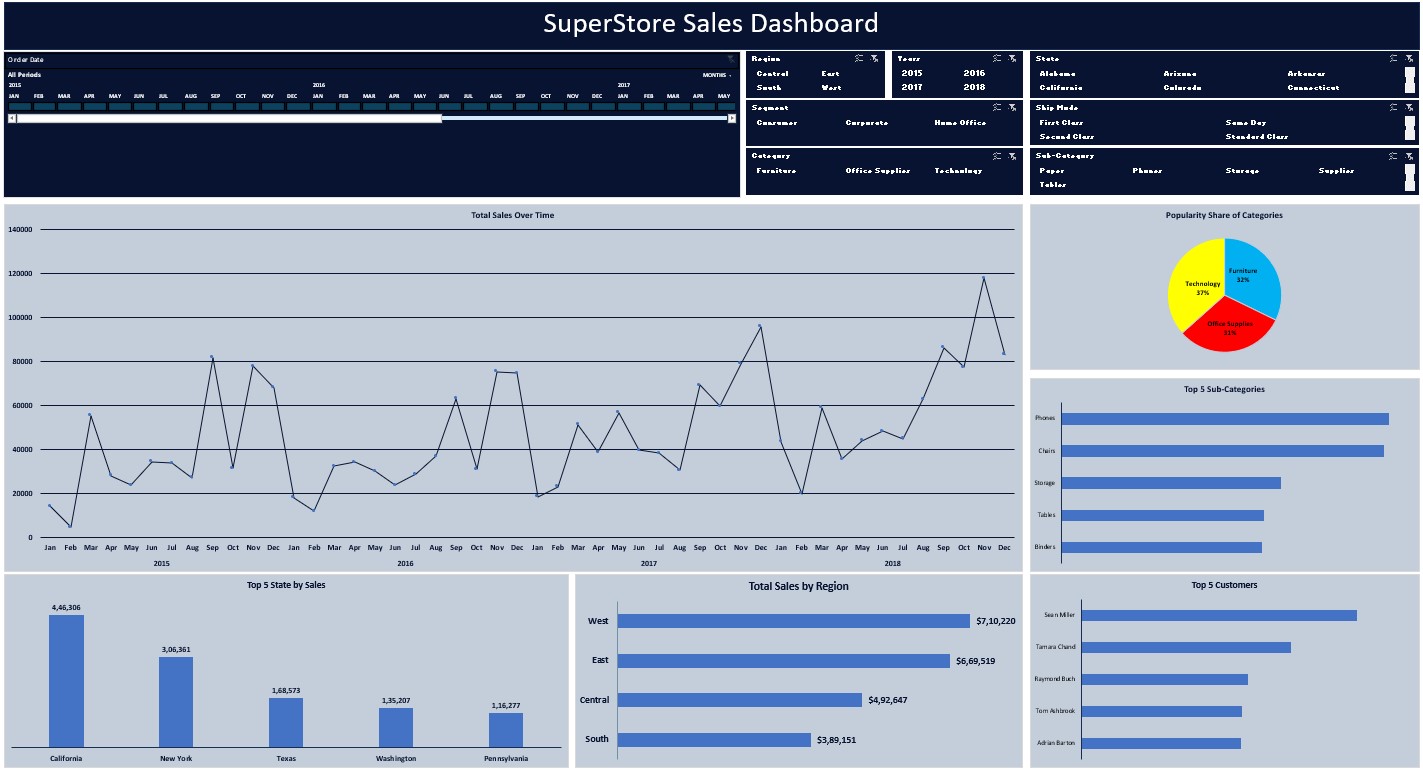 SuperStore Sales Dashboard
Order Date
All Periods MONTHS
2015 2016 2017
JAN FEB MAR APR MAY JUN JUL AUG SEP OCT NOV DEC JAN FEB MAR APR MAY JUN JUL AUG SEP OCT NOV DEC JAN FEB MAR APR MAY
Region
Central East
South West
Years
2015 2016
2017 2018
State
Alabama Arizona Arkansas
California Colorado Connecticut
Segment
Consumer Corporate Home Office
Ship Mode
First Class Same Day
Second Class Standard Class
Category
Furniture Office Supplies Technology
Sub-Category
Paper Phones Storage Supplies
Tables
Total Sales Over Time
140000
120000
100000
80000
60000
40000
20000
0
Jan Feb Mar Apr May Jun Jul Aug Sep Oct Nov Dec Jan Feb Mar Apr May Jun Jul Aug Sep Oct Nov Dec Jan Feb Mar Apr May Jun Jul Aug Sep Oct Nov Dec Jan Feb Mar Apr May Jun Jul Aug Sep Oct Nov Dec
2015 2016 2017 2018
Popularity Share of Categories
Furniture
32%
Technology
37%
Office Supplies
31%
Top 5 Sub-Categories
Phones
Chairs
Storage
Tables
Binders
Top 5 State by Sales
4,46,306
3,06,361
1,68,573
1,35,207
1,16,277
California New York Texas Washington Pennsylvania
Total Sales by Region
West $7,10,220
East $6,69,519
Central $4,92,647
South $3,89,151
Top 5 Customers
Sean Miller
Tamara Chand
Raymond Buch
Tom Ashbrook
Adrian Barton